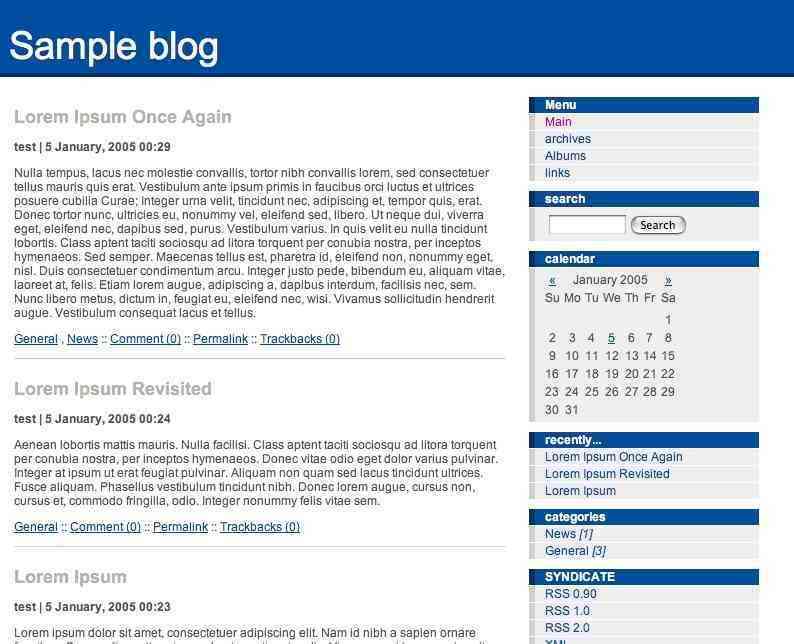 Sample blog
Lorem Ipsum Once Again
test | 5 January, 2005 00:29
Nulla tempus, lacus nec molestie convallis, tortor nibh convallis lorem, sed consectetuer
tellus mauris quis erat. Vestibulum ante ipsum primis in faucibus orci luctus et ultrices
posuere cubilia Curae; Integer urna velit, tincidunt nec, adipiscing et, tempor quis, erat.
Donec tortor nunc, ultricies eu, nonummy vel, eleifend sed, libero. Ut neque dui, viverra
eget, eleifend nec, dapibus sed, purus. Vestibulum varius. In quis velit eu nulla tincidunt
lobortis. Class aptent taciti sociosqu ad litora torquent per conubia nostra, per inceptos
hymenaeos. Sed semper. Maecenas tellus est, pharetra id, eleifend non, nonummy eget,
nisl. Duis consectetuer condimentum arcu. Integer justo pede, bibendum eu, aliquam vitae,
laoreet at, felis. Etiam lorem augue, adipiscing a, dapibus interdum, facilisis nec, sem.
Nunc libero metus, dictum in, feugiat eu, eleifend nec, wisi. Vivamus sollicitudin hendrerit
augue. Vestibulum consequat lacus et tellus.
General , News :: Comment (0) :: Permalink :: Trackbacks (0)
Lorem Ipsum Revisited
test | 5 January, 2005 00:24
Aenean lobortis mattis mauris. Nulla facilisi. Class aptent taciti sociosqu ad litora torquent
per conubia nostra, per inceptos hymenaeos. Donec vitae odio eget dolor varius pulvinar.
Integer at ipsum ut erat feugiat pulvinar. Aliquam non quam sed lacus tincidunt ultrices.
Fusce aliquam. Phasellus vestibulum tincidunt nibh. Donec lorem augue, cursus non,
cursus et, commodo fringilla, odio. Integer nonummy felis vitae sem.
General :: Comment (0) :: Permalink :: Trackbacks (0)
Lorem Ipsum
test | 5 January, 2005 00:23
Lorem ipsum dolor sit amet, consectetuer adipiscing elit. Nam id nibh a sapien ornare
Menu
Main
archives
Albums
links
search
Search
calendar
« January 2005 »
Su Mo Tu We Th Fr Sa
1
2 3 4 5 6 7 8
9 10 11 12 13 14 15
16 17 18 19 20 21 22
23 24 25 26 27 28 29
30 31
recently...
Lorem Ipsum Once Again
Lorem Ipsum Revisited
Lorem Ipsum
categories
News [1]
General [3]
SYNDICATE
RSS 0.90
RSS 1.0
RSS 2.0